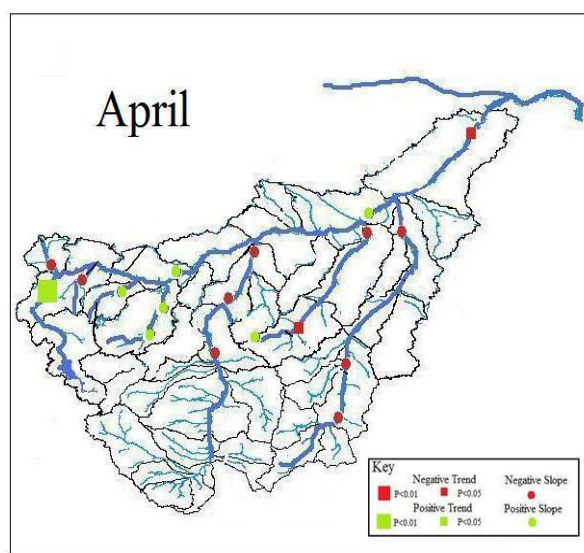 April
Key
Negative Trend Negative Slope
P<0.01 P<0.05
Positive Trend Positive Slope
P<0.01 P<0.05